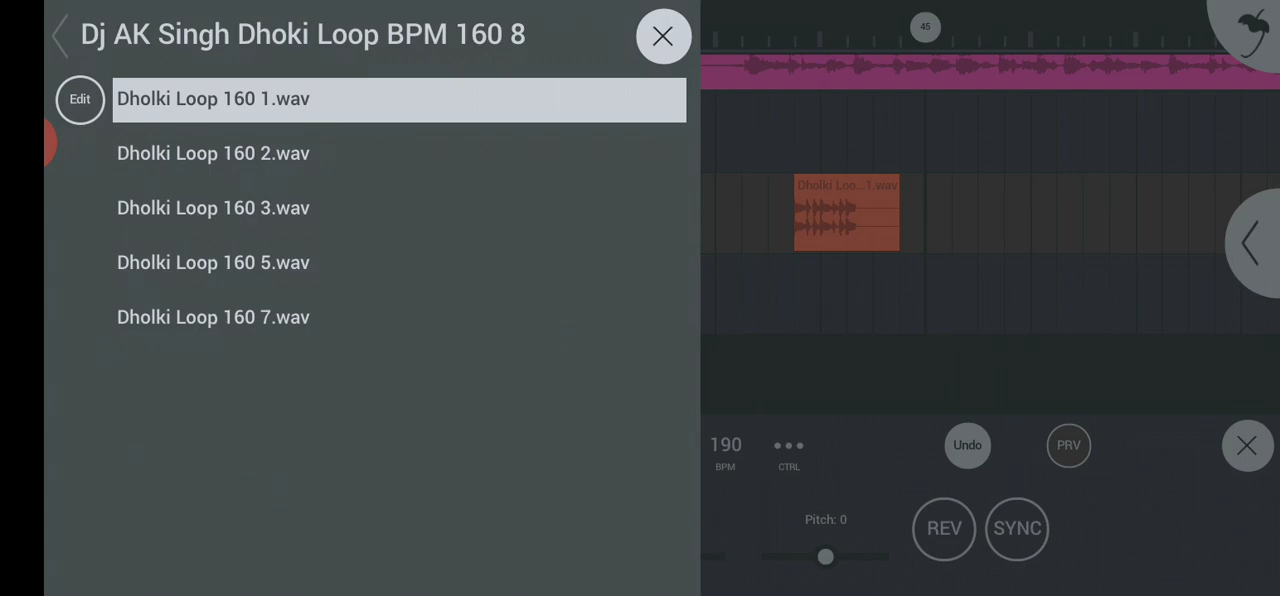 Dj AK Singh Dhoki Loop BPM 160 8
Edit
Dholki Loop 160 1.wav
Dholki Loop 160 2.wav
Dholki Loop 160 3.wav
Dholki Loop 160 5.wav
Dholki Loop 160 7.wav
45
Dholki Loo...1.wav
190
BPM
CTRL
Undo
PRV
Pitch: 0
REV
SYNC